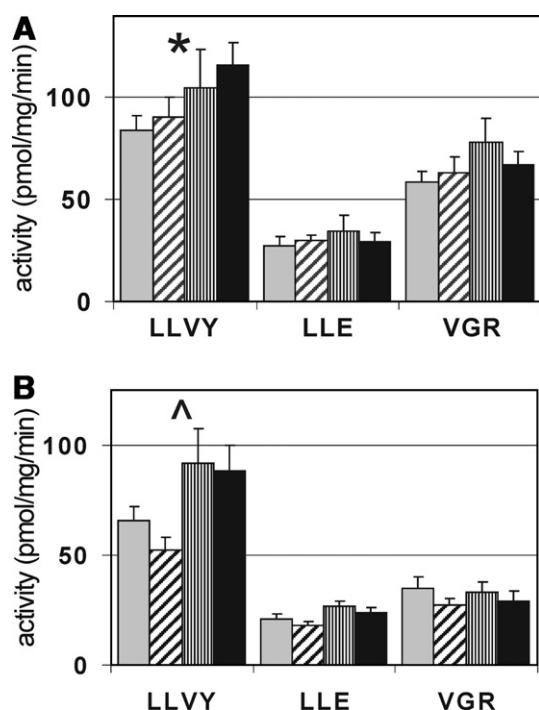 A
*
activity (pmol/mg/min)
100
50
0
LLVY LLE VGR
B
^
activity (pmol/mg/min)
100
50
0
LLVY LLE VGR